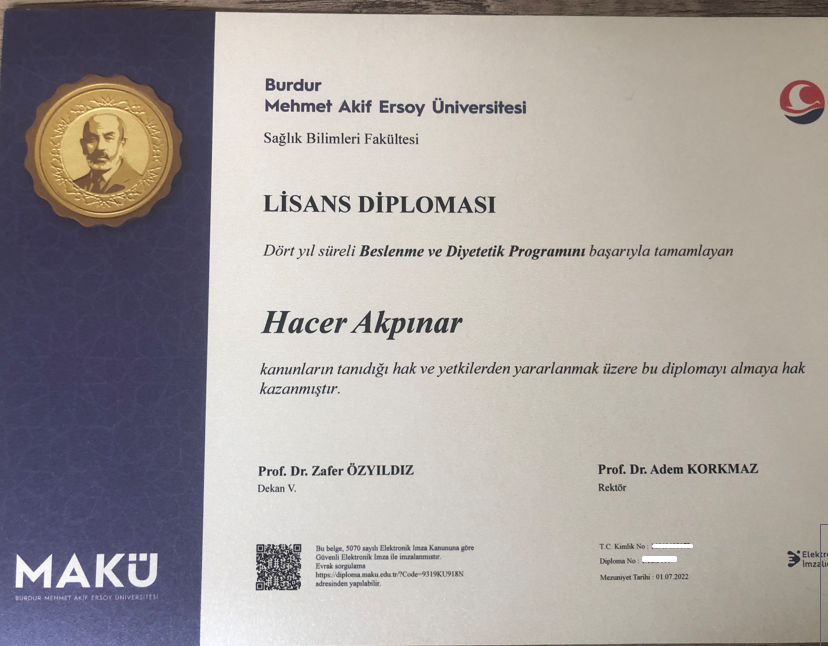 Burdur
Mehmet Akif Ersoy Üniversitesi
Sağlık Bilimleri Fakültesi
LİSANS DİPLOMASI
Dört yıl süreli Beslenme ve Diyetetik Programını başarıyla tamamlayan
Hacer Akpınar
kanunların tanıdığı hak ve yetkilerden yararlanmak üzere bu diplomayı almaya hak
kazanmıştır.
Prof. Dr. Zafer ÖZYILDIZ
Dekan V.
Prof. Dr. Adem KORKMAZ
Rektör
MAKÜ
BURDUR MEHMET AKİF ERSOY ÜNİVERSİTESİ
Bu belge, 5070 sayılı Elektronik İmza Kanununa göre
Güvenli Elektronik İmza ile imzalanmıştır.
Evrak sorgulama
https://diploma.maku.edu.tr/?Code=9319KU918N
adresinden yapılabilir.
T.C. Kimlik No :
Diploma No :
Mezuniyet Tarihi : 01.07.2022